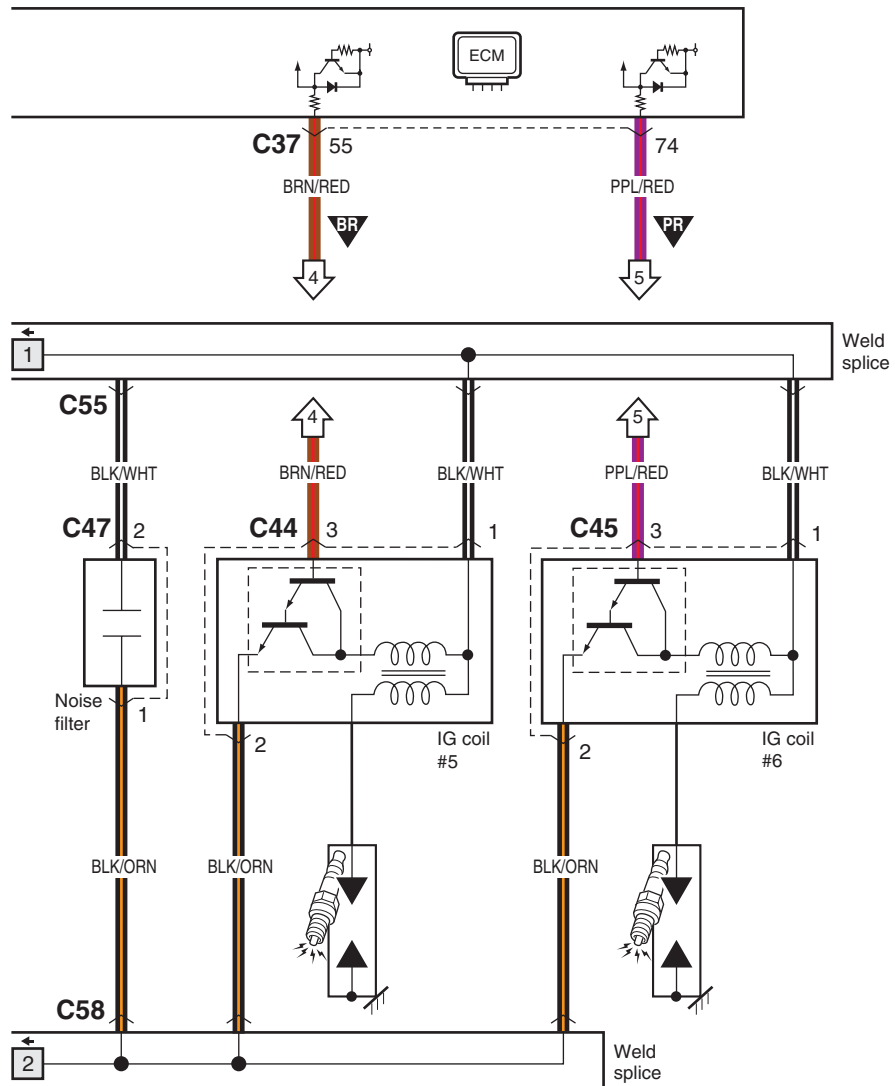 ECM
C37 55 74
BRN/RED PPL/RED
BR PR
4 5
1 Weld
splice
C55
4 5
BLK/WHT BRN/RED BLK/WHT PPL/RED BLK/WHT
C47 2 C44 3 1 C45 3 1
Noise
filter
1
2 IG coil
#5
2 IG coil
#6
BLK/ORN BLK/ORN BLK/ORN
C58
2 Weld
splice